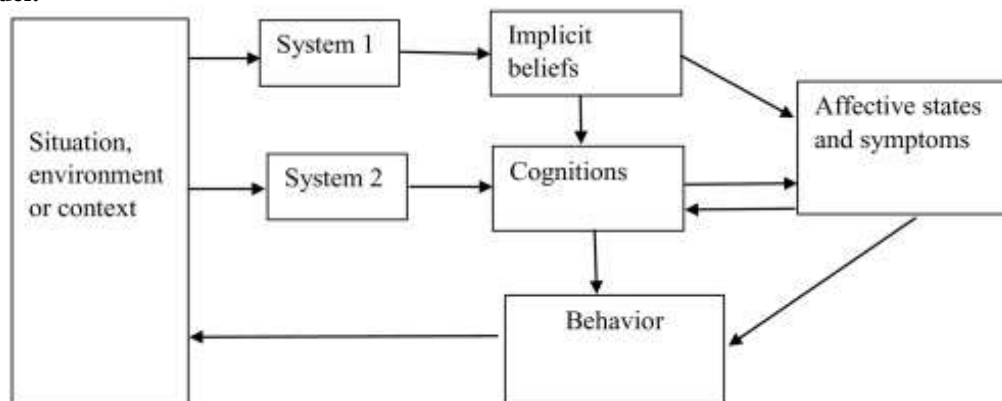 System 1
Implicit
beliefs
Affective states
and symptoms
Situation,
environment
or context
System 2
Cognitions
Behavior